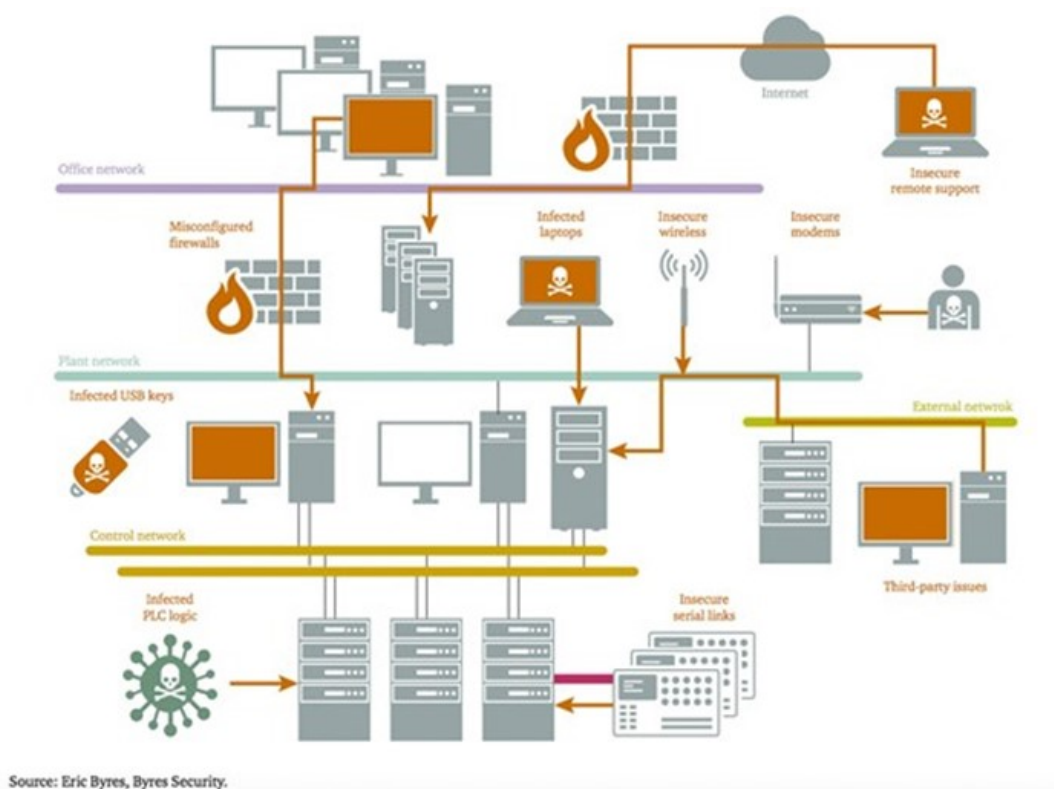 Internet
Office network
Insecure
remote support
Misconfigured
firewalls
Infected
laptops
Insecure
wireless
Insecure
modems
Plant network
Infected USB keys
External netwrok
Control network
Third-party issues
Infected
PLC logic
Insecure
serial links
Source: Eric Byres, Byres Security.